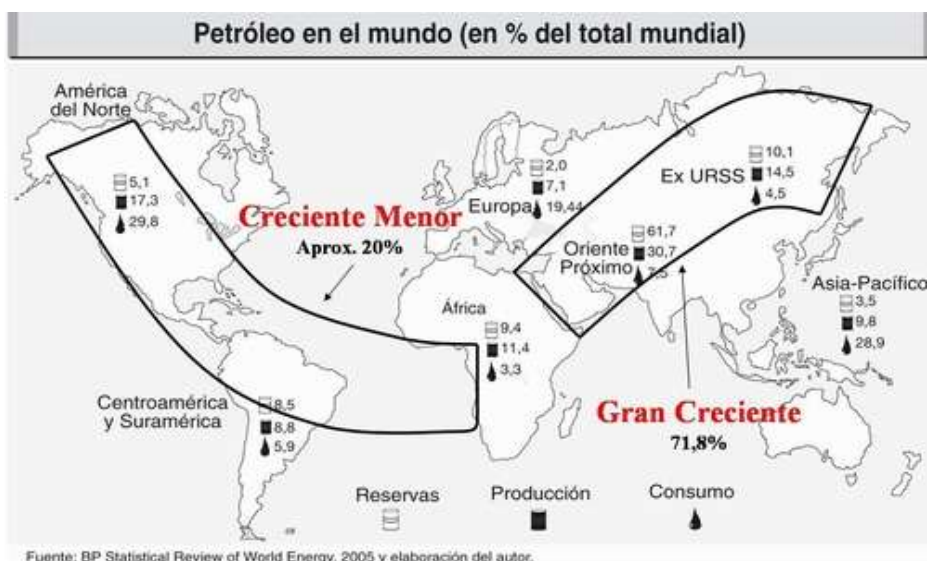 Petróleo en el mundo (en % del total mundial)
América
del Norte
5,1
17,3
29,8
Creciente Menor
Aprox. 20%
2,0
7,1
19,44
Europa
Ex URSS
10,1
14,5
4,5
Oriente
Próximo
61,7
30,7
África
9,4
11,4
3,3
Asia-Pacífico
3,5
9,8
28,9
Centroamérica
y Suramérica
8,5
8,8
5,9
Gran Creciente
71,8%
Reservas
Producción
Consumo
Fuente: BP Statistical Review of World Energy, 2005 y elaboración del autor.